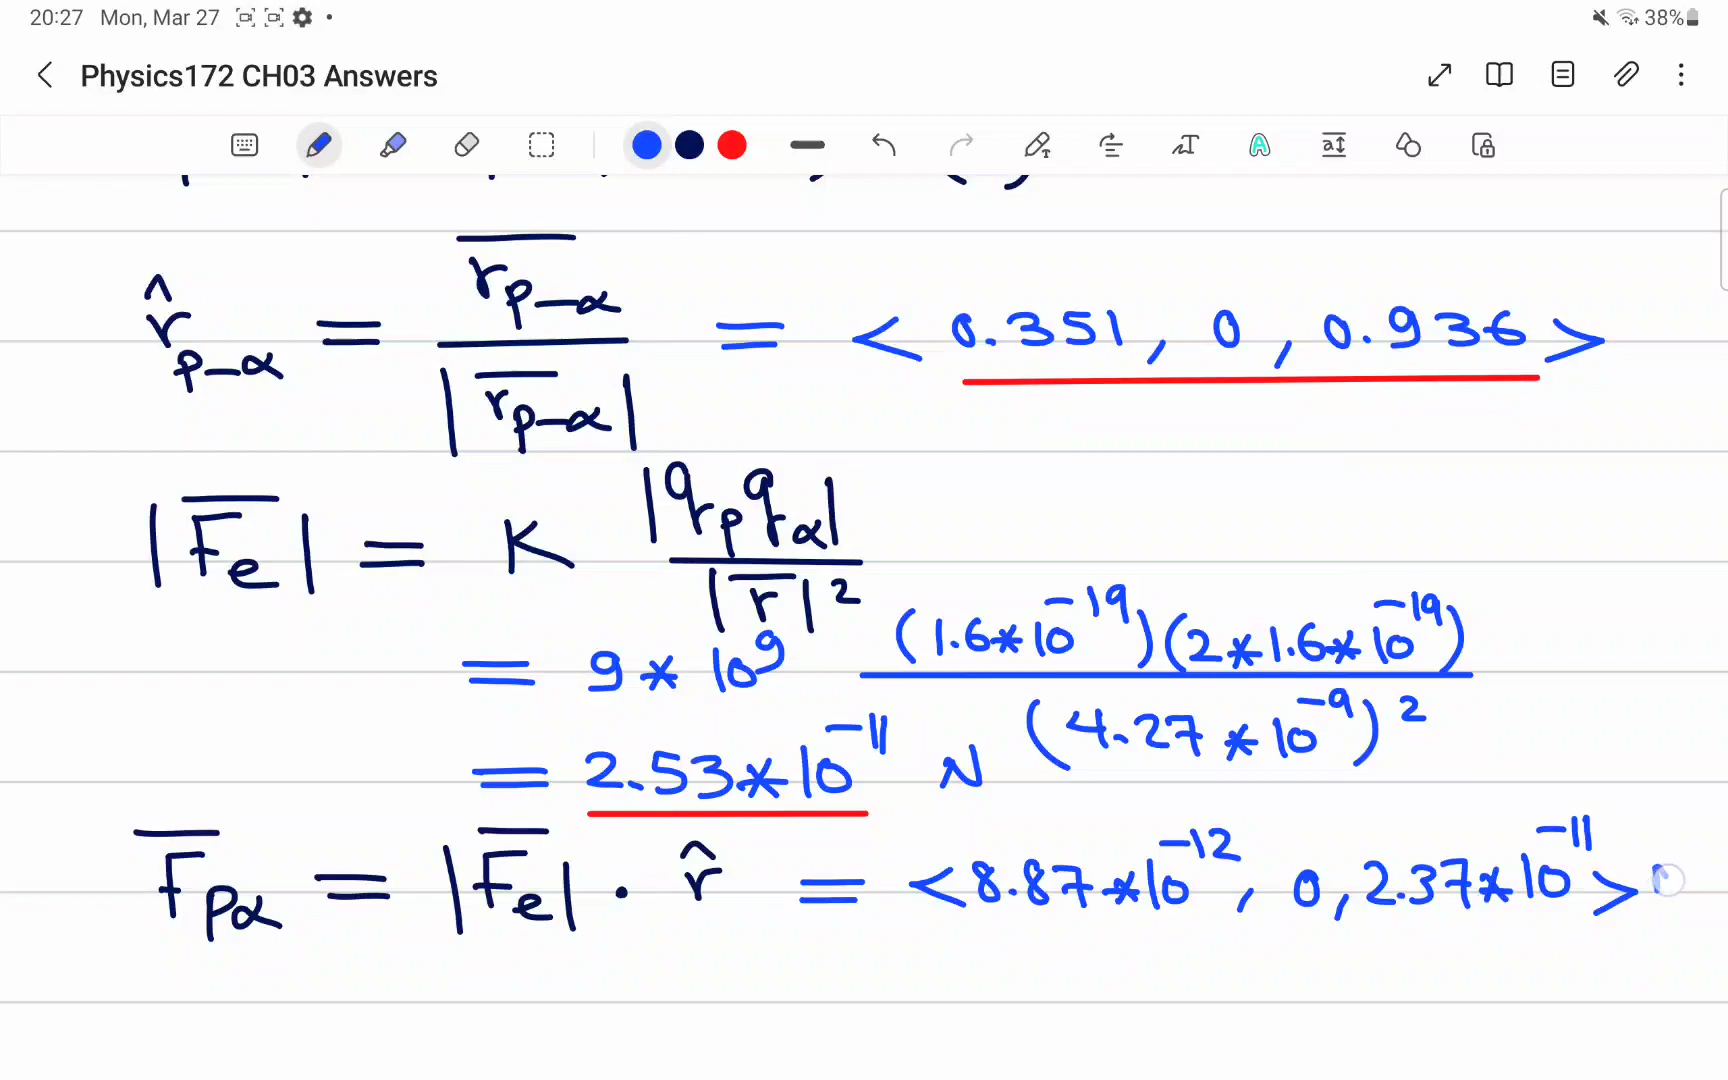 20:27 Mon, Mar 27 38%
Physics172 CH03 Answers
r̂ p-α = r̅p-α / |r̅p-α| = < 0.351, 0, 0.936 >
|F̅e| = K |qp qα| / |r̅|²
= 9 * 10⁹ (1.6*10⁻¹⁹)(2*1.6*10⁻¹⁹) / (4.27*10⁻⁹)²
= 2.53*10⁻¹¹ N
F̅pα = |F̅e| · r̂ = < 8.87*10⁻¹², 0, 2.37*10⁻¹¹ >